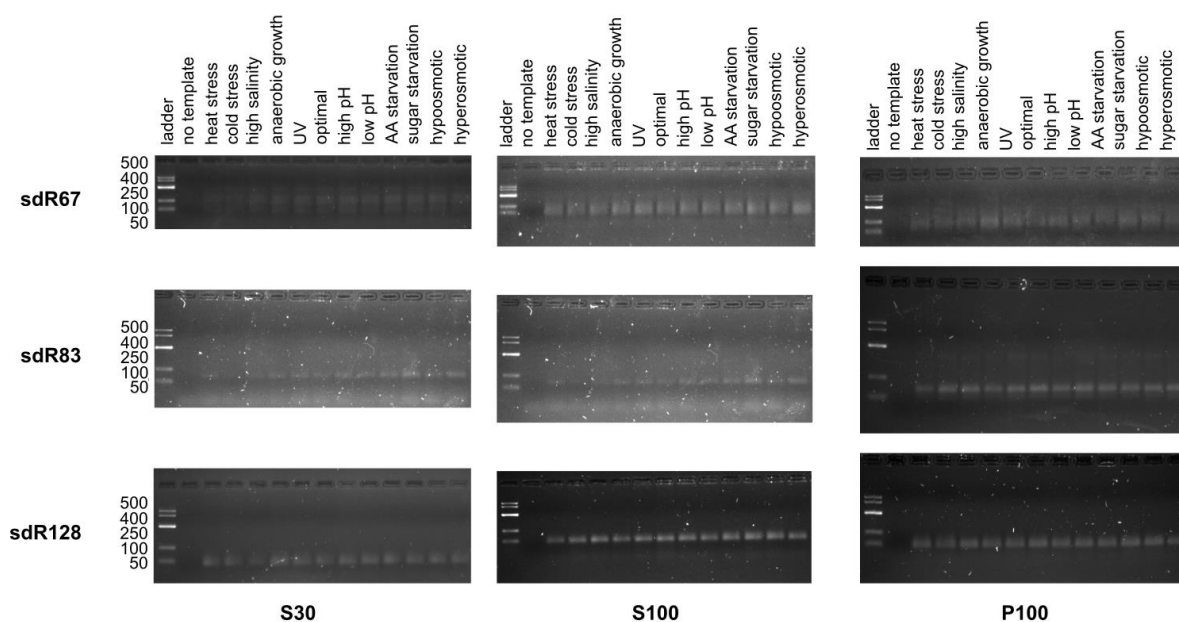 ladder
no template
heat stress
cold stress
high salinity
anaerobic growth
UV
optimal
high pH
low pH
AA starvation
sugar starvation
hypoosmotic
hyperosmotic
ladder
no template
heat stress
cold stress
high salinity
anaerobic growth
UV
optimal
high pH
low pH
AA starvation
sugar starvation
hypoosmotic
hyperosmotic
ladder
no template
heat stress
cold stress
high salinity
anaerobic growth
UV
optimal
high pH
low pH
AA starvation
sugar starvation
hypoosmotic
hyperosmotic
sdR67
500
400
250
100
50
sdR83
500
400
250
100
50
sdR128
500
400
250
100
50
S30
S100
P100